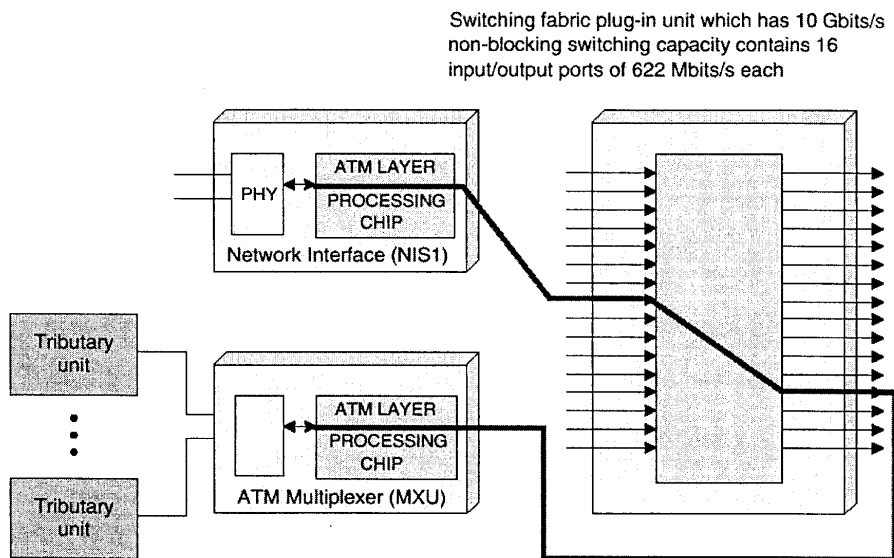 Switching fabric plug-in unit which has 10 Gbits/s
non-blocking switching capacity contains 16
input/output ports of 622 Mbits/s each
PHY
ATM LAYER
PROCESSING
CHIP
Network Interface (NIS1)
Tributary
unit
ATM LAYER
PROCESSING
CHIP
ATM Multiplexer (MXU)
Tributary
unit